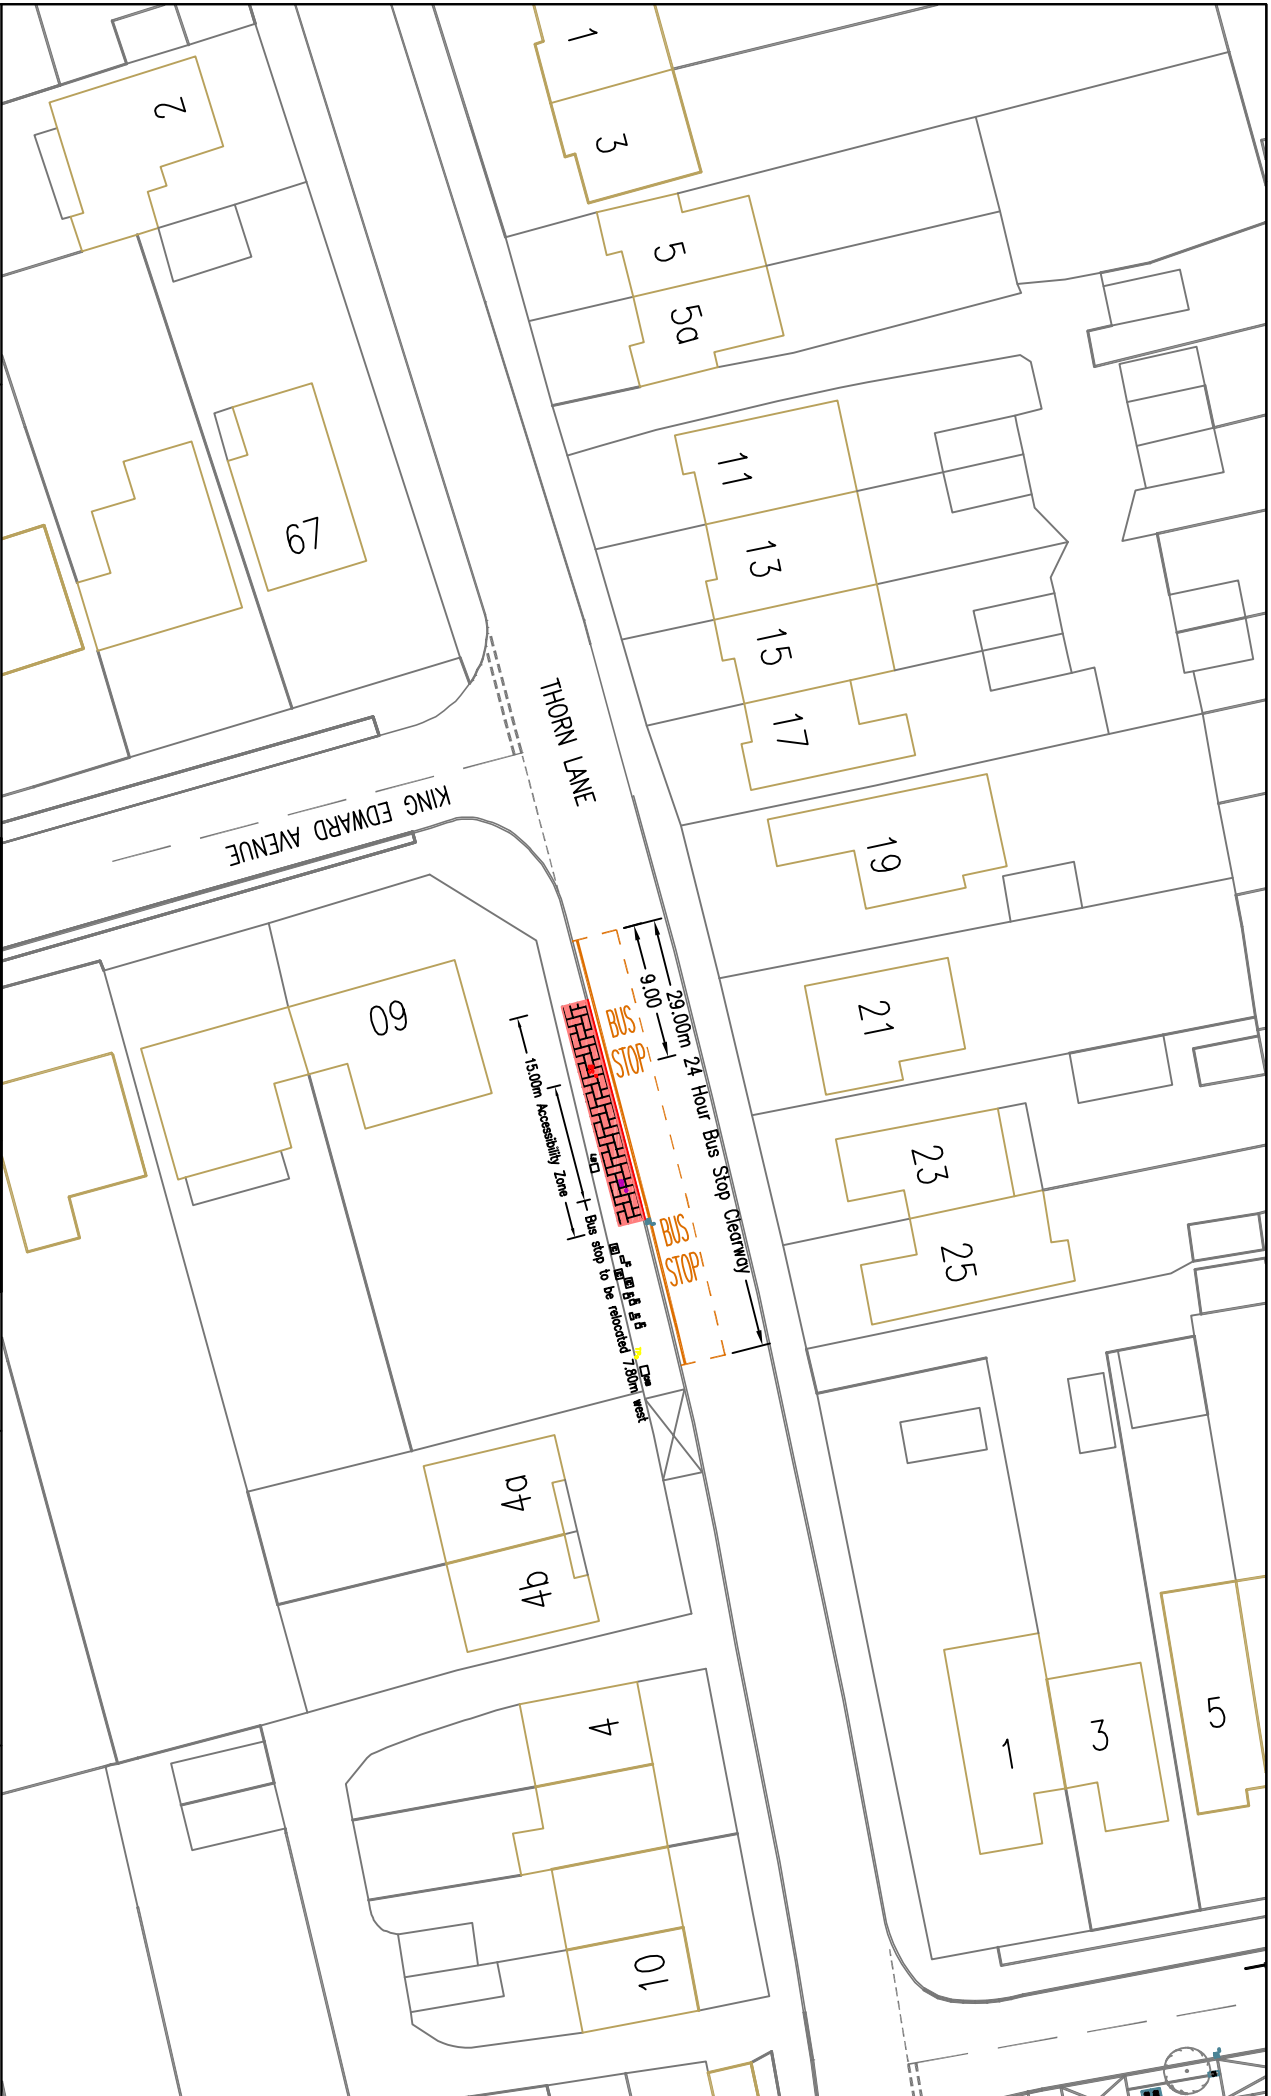 1
2
3
5
5a
11
67
13
15
THORN LANE
17
KING EDWARD AVENUE
19
9.00
29.00m 24 Hour Bus Stop Clearway
BUS
STOP
21
60
15.00m Accessibility Zone
23
BUS
STOP
25
Bus stop to be relocated 7.80m west
4a
4b
4
1
3
5
10